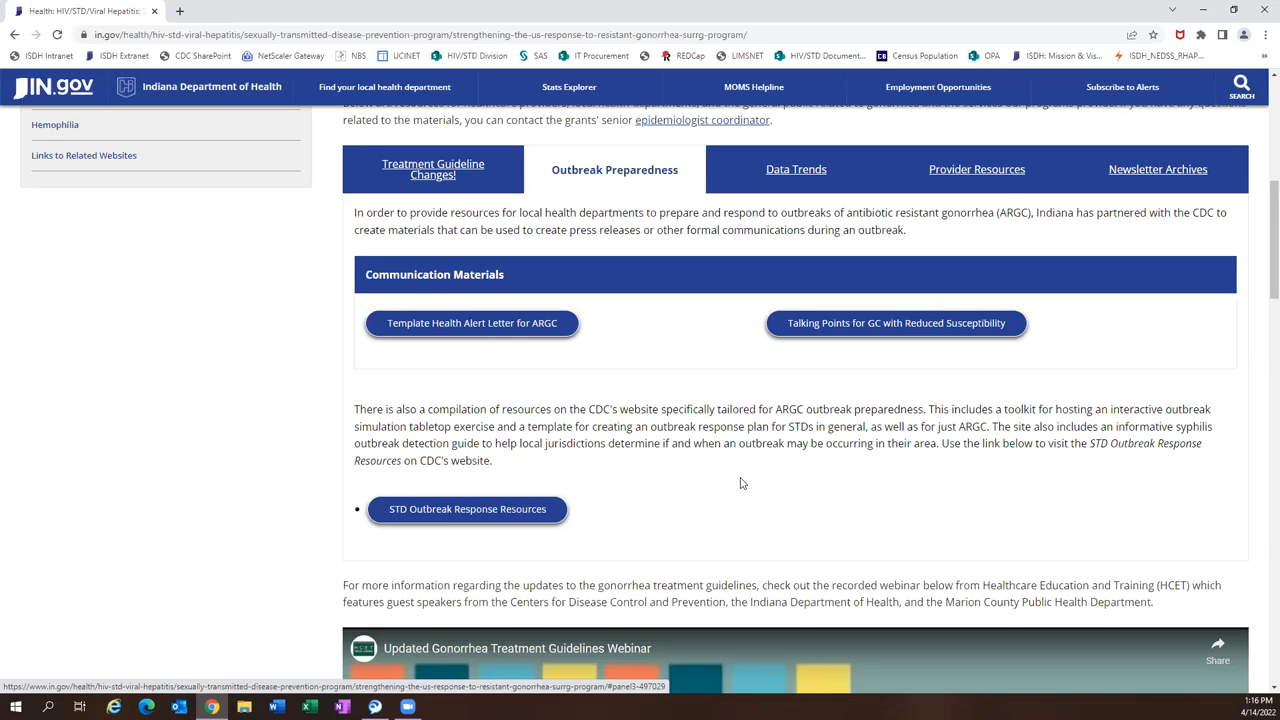 Health: HIV/STD/Viral Hepatitis:
in.gov/health/hiv-std-viral-hepatitis/sexually-transmitted-disease-prevention-program/strengthening-the-us-response-to-resistant-gonorrhea-surrg-program/
ISDH Intranet ISDH Extranet CDC SharePoint NetScaler Gateway NBS UCINET HIV/STD Division SAS IT Procurement REDCap LIMSNET HIV/STD Document... Census Population OPA ISDH: Mission & Vis... ISDH_NEDSS_RHAP... »
IN.gov Indiana Department of Health Find your local health department Stats Explorer MOMS Helpline Employment Opportunities Subscribe to Alerts SEARCH
related to the materials, you can contact the grants' senior epidemiologist coordinator.
Hemophilia
Links to Related Websites
Treatment Guideline
Changes!
Outbreak Preparedness
Data Trends
Provider Resources
Newsletter Archives
In order to provide resources for local health departments to prepare and respond to outbreaks of antibiotic resistant gonorrhea (ARGC), Indiana has partnered with the CDC to
create materials that can be used to create press releases or other formal communications during an outbreak.
Communication Materials
Template Health Alert Letter for ARGC
Talking Points for GC with Reduced Susceptibility
There is also a compilation of resources on the CDC's website specifically tailored for ARGC outbreak preparedness. This includes a toolkit for hosting an interactive outbreak
simulation tabletop exercise and a template for creating an outbreak response plan for STDs in general, as well as for just ARGC. The site also includes an informative syphilis
outbreak detection guide to help local jurisdictions determine if and when an outbreak may be occurring in their area. Use the link below to visit the STD Outbreak Response
Resources on CDC's website.
• STD Outbreak Response Resources
For more information regarding the updates to the gonorrhea treatment guidelines, check out the recorded webinar below from Healthcare Education and Training (HCET) which
features guest speakers from the Centers for Disease Control and Prevention, the Indiana Department of Health, and the Marion County Public Health Department.
HCET
Updated Gonorrhea Treatment Guidelines Webinar
Share
https://www.in.gov/health/hiv-std-viral-hepatitis/sexually-transmitted-disease-prevention-program/strengthening-the-us-response-to-resistant-gonorrhea-surrg-program/#panel3-497029
1:16 PM
4/14/2022